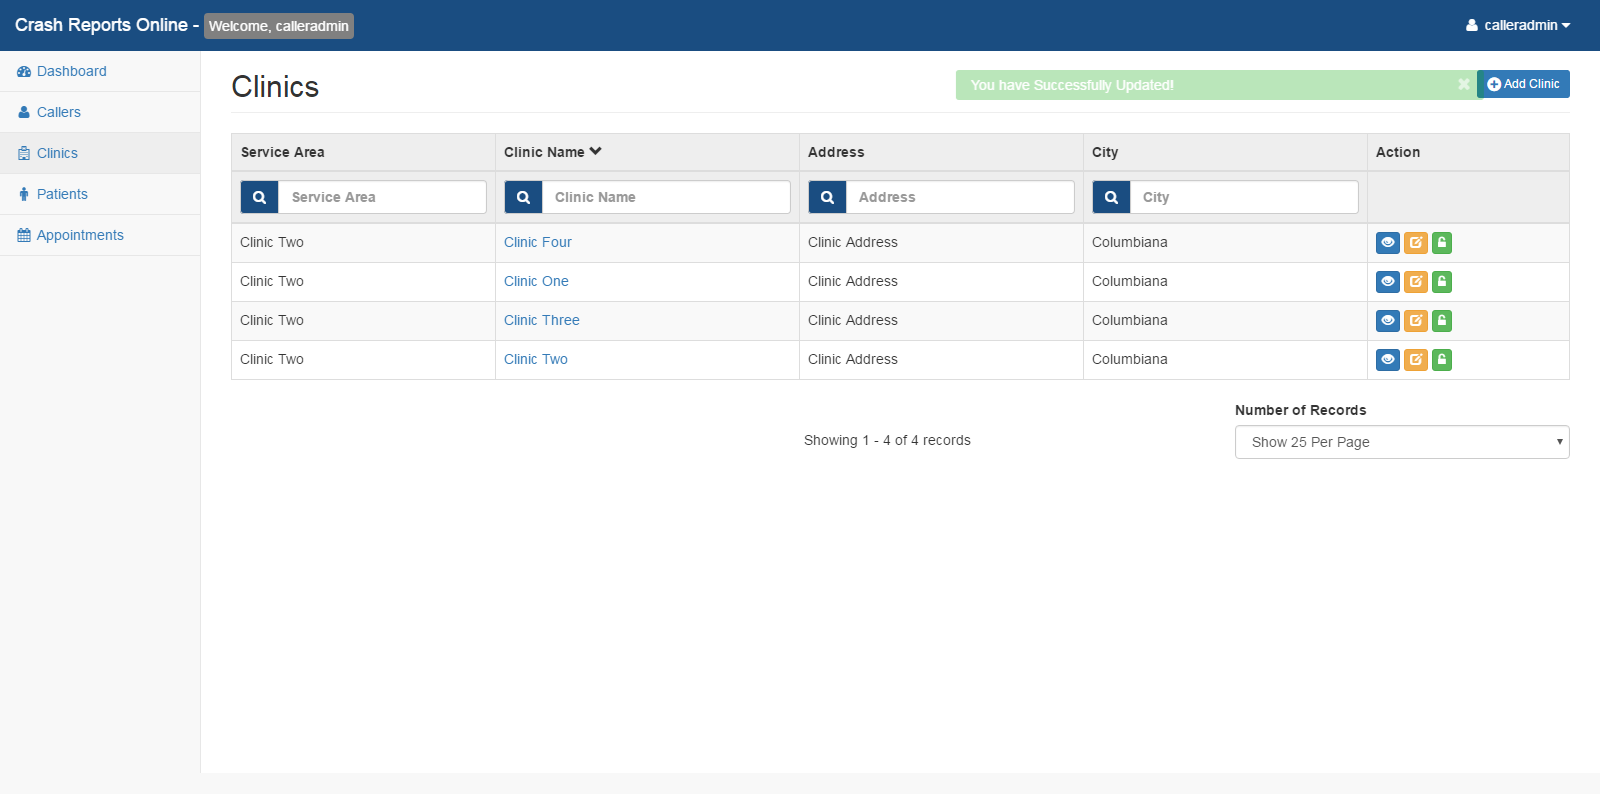 Crash Reports Online - Welcome, calleradmin
calleradmin
Dashboard
Callers
Clinics
Patients
Appointments
Clinics
You have Successfully Updated!
Add Clinic
Service Area Clinic Name Address City Action
Service Area Clinic Name Address City
Clinic Two Clinic Four Clinic Address Columbiana
Clinic Two Clinic One Clinic Address Columbiana
Clinic Two Clinic Three Clinic Address Columbiana
Clinic Two Clinic Two Clinic Address Columbiana
Number of Records
Showing 1 - 4 of 4 records
Show 25 Per Page